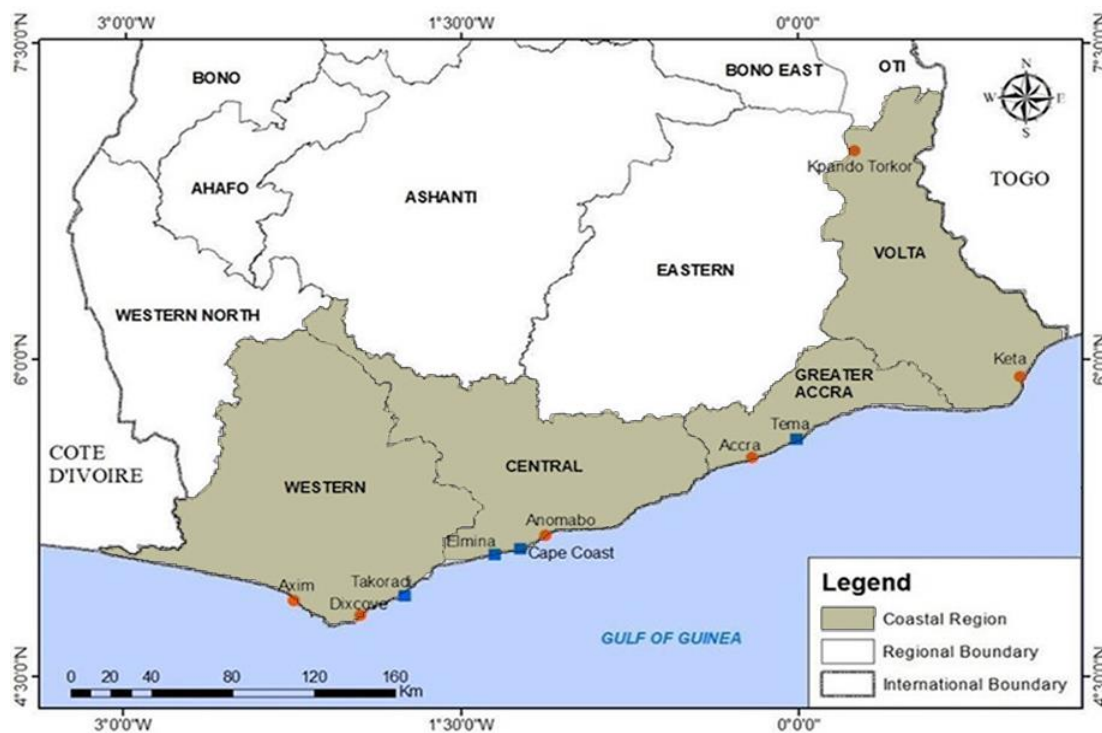 3°0'0"W
1°30'0"W
0°0'0"
7°30'0"N
7°30'0"N
BONO
BONO EAST
OTI
N
W E
S
Kpando Torkor
TOGO
AHAFO
ASHANTI
VOLTA
EASTERN
WESTERN NORTH
6°0'0"N
6°0'0"N
Keta
GREATER
ACCRA
Tema
Accra
COTE
D'IVOIRE
CENTRAL
WESTERN
Anomabo
Elmina
Cape Coast
Axim
Takoradi
Dixcove
GULF OF GUINEA
Legend
Coastal Region
Regional Boundary
International Boundary
0 20 40 80 120 160
Km
4°30'0"N
4°30'0"N
3°0'0"W
1°30'0"W
0°0'0"